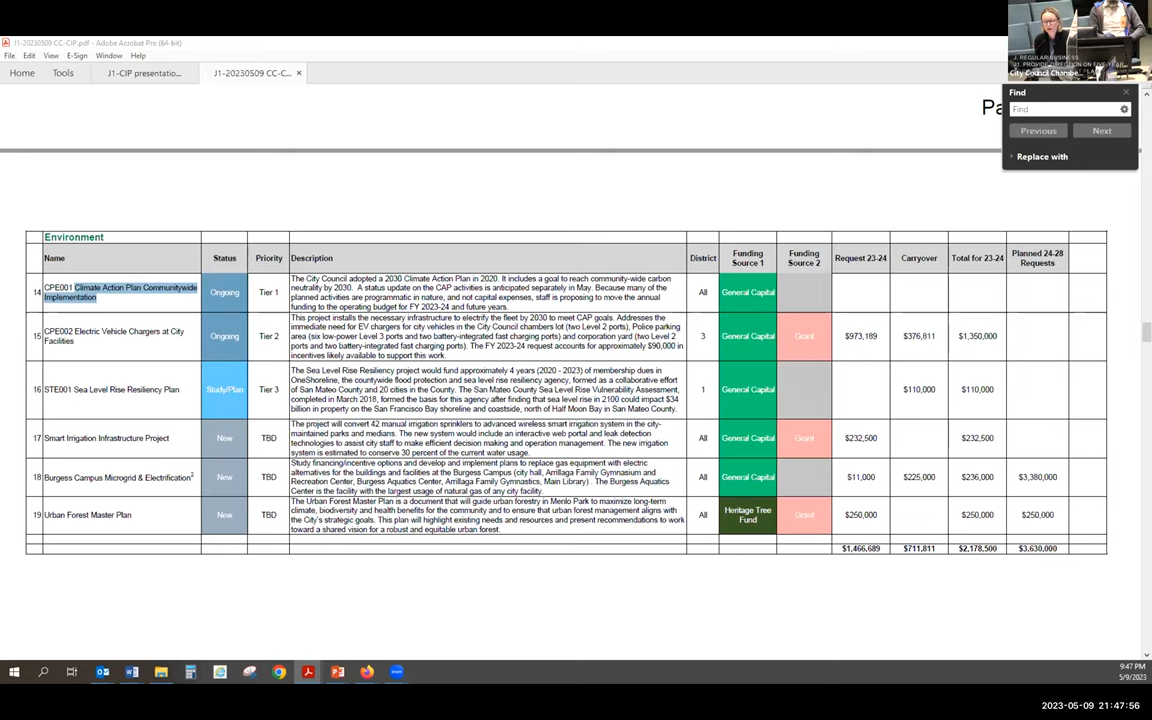 J1-20230509 CC-CIP.pdf - Adobe Acrobat Pro (64-bit)
File Edit View E-Sign Window Help
Home Tools J1-CIP presentatio... J1-20230509 CC-C... ×
J. REGULAR BUSINESS
J1. PROVIDE DIRECTION ON FIVE-YEAR
City Council Chambe
Find
Find
Previous Next
Replace with
Pa
Environment
Name Status Priority Description District Funding Source 1 Funding Source 2 Request 23-24 Carryover Total for 23-24 Planned 24-28 Requests
14 CPE001 Climate Action Plan Communitywide Implementation Ongoing Tier 1
The City Council adopted a 2030 Climate Action Plan in 2020. It includes a goal to reach community-wide carbon
neutrality by 2030. A status update on the CAP activities is anticipated separately in May. Because many of the
planned activities are programmatic in nature, and not capital expenses, staff is proposing to move the annual
funding to the operating budget for FY 2023-24 and future years.
All General Capital
15 CPE002 Electric Vehicle Chargers at City Facilities Ongoing Tier 2
This project installs the necessary infrastructure to electrify the fleet by 2030 to meet CAP goals. Addresses the
immediate need for EV chargers for city vehicles in the City Council chambers lot (two Level 2 ports), Police parking
area (six low-power Level 3 ports and two battery-integrated fast charging ports) and corporation yard (two Level 2
ports and two battery-integrated fast charging ports). The FY 2023-24 request accounts for approximately $90,000 in
incentives likely available to support this work.
3 General Capital Grant $973,189 $376,811 $1,350,000
16 STE001 Sea Level Rise Resiliency Plan Study/Plan Tier 3
The Sea Level Rise Resiliency project would fund approximately 4 years (2020 - 2023) of membership dues in
OneShoreline, the countywide flood protection and sea level rise resiliency agency, formed as a collaborative effort
of San Mateo County and 20 cities in the County. The San Mateo County Sea Level Rise Vulnerability Assessment,
completed in March 2018, formed the basis for this agency after finding that sea level rise in 2100 could impact $34
billion in property on the San Francisco Bay shoreline and coastside, north of Half Moon Bay in San Mateo County.
1 General Capital $110,000 $110,000
17 Smart Irrigation Infrastructure Project New TBD
The project will convert 42 manual irrigation sprinklers to advanced wireless smart irrigation system in the city-
maintained parks and medians. The new system would include an interactive web portal and leak detection
technologies to assist city staff to make efficient decision making and operation management. The new irrigation
system is estimated to conserve 30 percent of the current water usage.
All General Capital Grant $232,500 $232,500
18 Burgess Campus Microgrid & Electrification2 New TBD
Study financing/incentive options and develop and implement plans to replace gas equipment with electric
alternatives for the buildings and facilities at the Burgess Campus (city hall, Arrillaga Family Gymnasium and
Recreation Center, Burgess Aquatics Center, Arrillaga Family Gymnastics, Main Library) . The Burgess Aquatics
Center is the facility with the largest usage of natural gas of any city facility.
All General Capital $11,000 $225,000 $236,000 $3,380,000
19 Urban Forest Master Plan New TBD
The Urban Forest Master Plan is a document that will guide urban forestry in Menlo Park to maximize long-term
climate, biodiversity and health benefits for the community and to ensure that urban forest management aligns with
the City's strategic goals. This plan will highlight existing needs and resources and present recommendations to work
toward a shared vision for a robust and equitable urban forest.
All Heritage Tree Fund Grant $250,000 $250,000 $250,000
$1,466,689 $711,811 $2,178,500 $3,630,000
9:47 PM
5/9/2023
2023-05-09 21:47:56